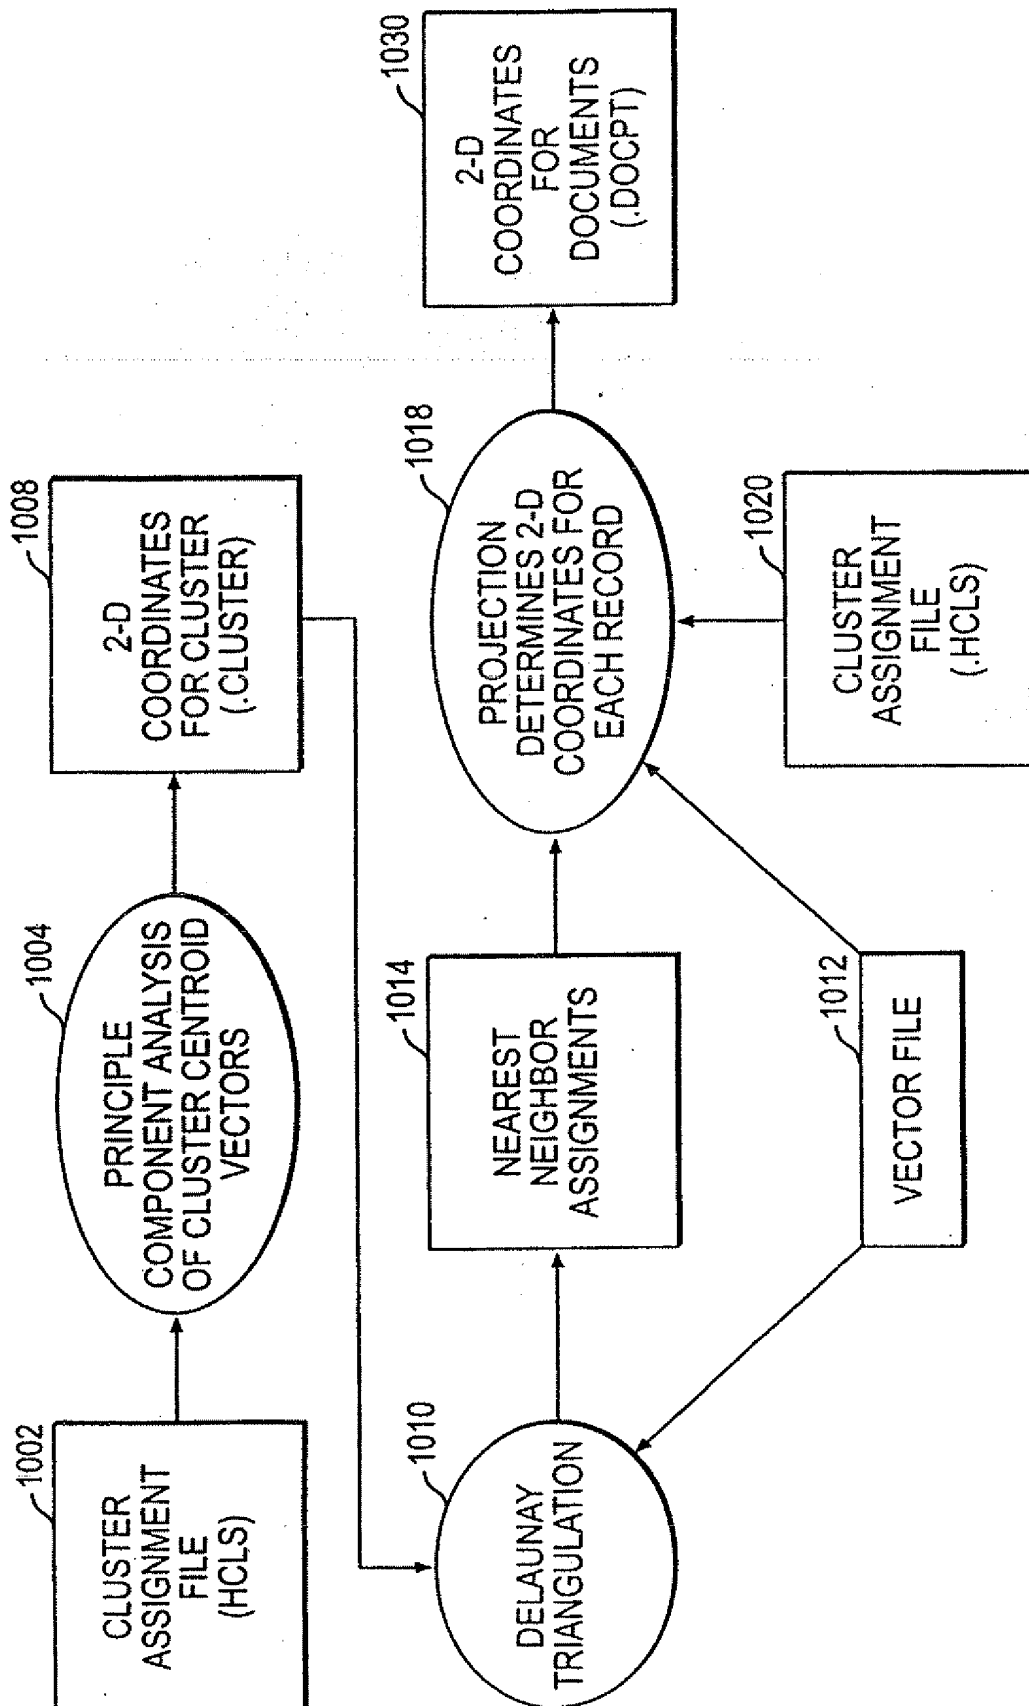 1002
CLUSTER
ASSIGNMENT
FILE
(HCLS)
1004
PRINCIPLE
COMPONENT ANALYSIS
OF CLUSTER CENTROID
VECTORS
1008
2-D
COORDINATES
FOR CLUSTER
(.CLUSTER)
1010
DELAUNAY
TRIANGULATION
1014
NEAREST
NEIGHBOR
ASSIGNMENTS
1018
PROJECTION
DETERMINES 2-D
COORDINATES FOR
EACH RECORD
1030
2-D
COORDINATES
FOR
DOCUMENTS
(.DOCPT)
1012
VECTOR FILE
1020
CLUSTER
ASSIGNMENT
FILE
(.HCLS)